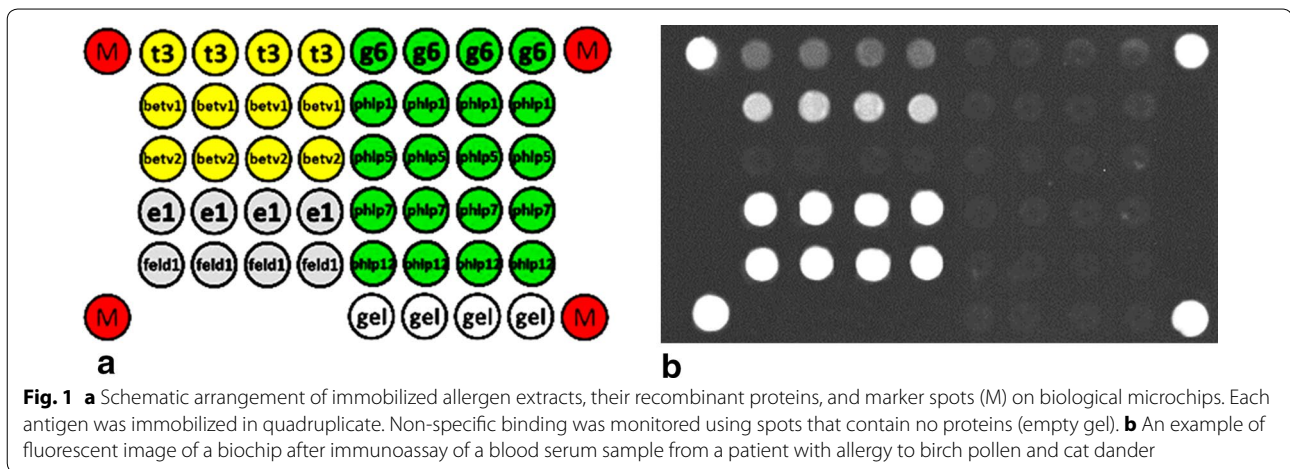 M t3 t3 t3 t3 g6 g6 g6 g6 M
betv1 betv1 betv1 betv1 phlp1 phlp1 phlp1 phlp1
betv2 betv2 betv2 betv2 phlp5 phlp5 phlp5 phlp5
e1 e1 e1 e1 phlp7 phlp7 phlp7 phlp7
feld1 feld1 feld1 feld1 phlp12 phlp12 phlp12 phlp12
M gel gel gel gel M
a b
Fig. 1 a Schematic arrangement of immobilized allergen extracts, their recombinant proteins, and marker spots (M) on biological microchips. Each
antigen was immobilized in quadruplicate. Non-specific binding was monitored using spots that contain no proteins (empty gel). b An example of
fluorescent image of a biochip after immunoassay of a blood serum sample from a patient with allergy to birch pollen and cat dander